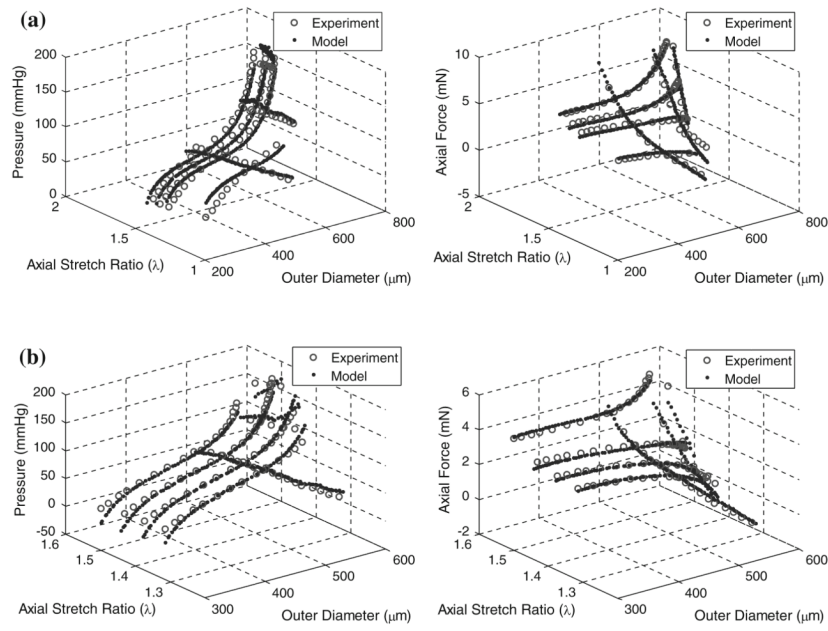 (a)
Experiment
Model
200
150
100
50
0
Pressure (mmHg)
2
1.5
1
Axial Stretch Ratio (λ)
200
400
600
800
Outer Diameter (μm)
Experiment
Model
10
5
0
-5
Axial Force (mN)
2
1.5
1
Axial Stretch Ratio (λ)
200
400
600
800
Outer Diameter (μm)
(b)
Experiment
Model
200
150
100
50
0
-50
Pressure (mmHg)
1.6
1.5
1.4
1.3
Axial Stretch Ratio (λ)
300
400
500
600
Outer Diameter (μm)
Experiment
Model
6
4
2
0
-2
Axial Force (mN)
1.6
1.5
1.4
1.3
Axial Stretch Ratio (λ)
300
400
500
600
Outer Diameter (μm)